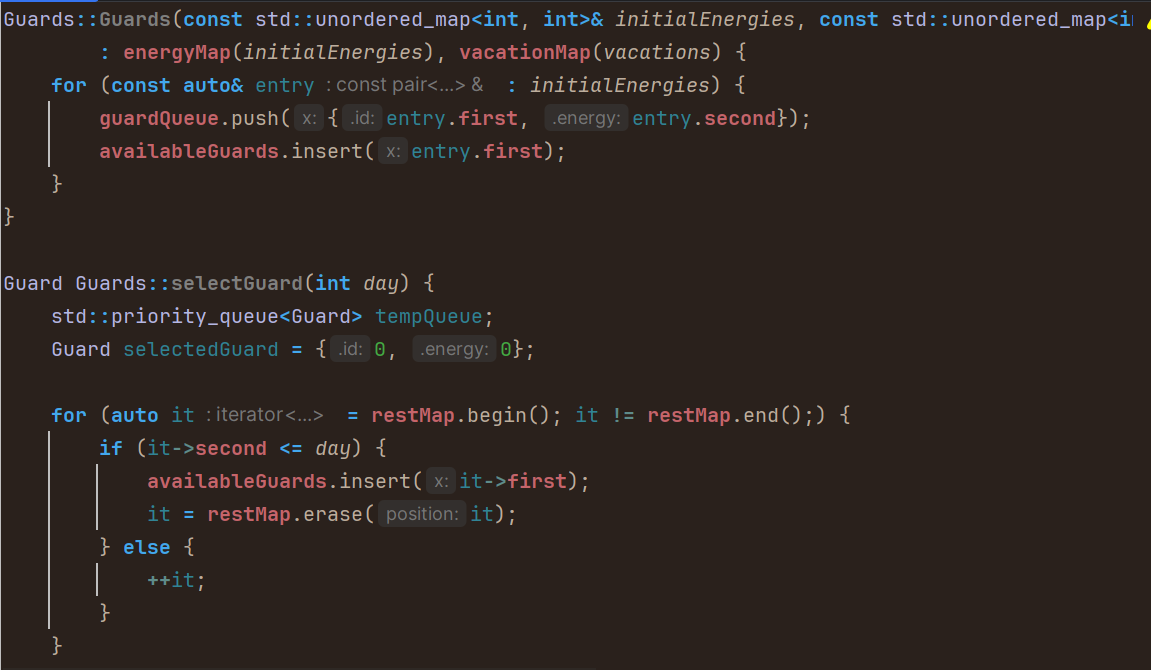 Guards::Guards(const std::unordered_map<int, int>& initialEnergies, const std::unordered_map<i
: energyMap(initialEnergies), vacationMap(vacations) {
for (const auto& entry : const pair<...> & : initialEnergies) {
guardQueue.push( x: { .id: entry.first, .energy: entry.second});
availableGuards.insert( x: entry.first);
}
}
Guard Guards::selectGuard(int day) {
std::priority_queue<Guard> tempQueue;
Guard selectedGuard = { .id: 0, .energy: 0};
for (auto it : iterator<...> = restMap.begin(); it != restMap.end();) {
if (it->second <= day) {
availableGuards.insert( x: it->first);
it = restMap.erase( position: it);
} else {
++it;
}
}